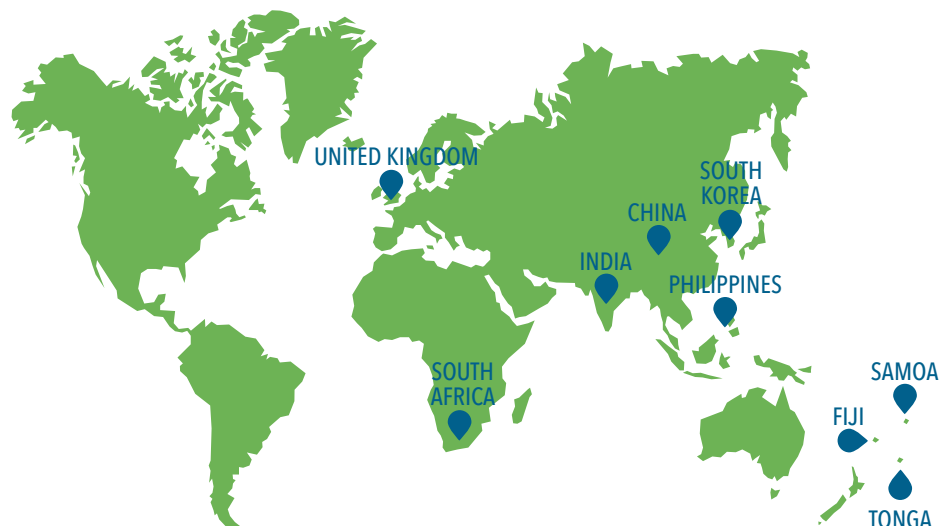 UNITED KINGDOM
SOUTH
KOREA
CHINA
INDIA
PHILIPPINES
SOUTH
AFRICA
SAMOA
FIJI
TONGA